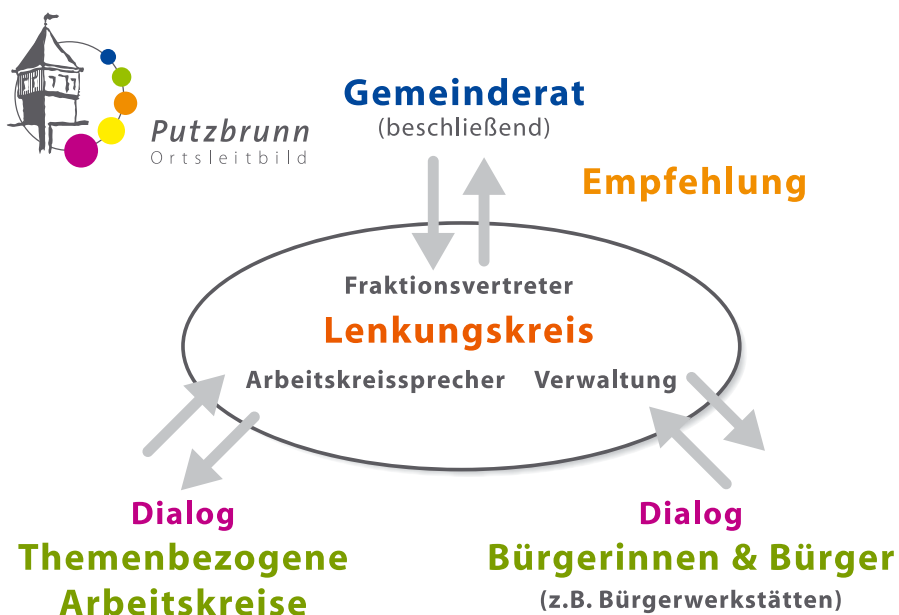 Putzbrunn
Ortsleitbild
Gemeinderat
(beschließend)
Empfehlung
Fraktionsvertreter
Lenkungskreis
Arbeitskreissprecher Verwaltung
Dialog
Themenbezogene
Arbeitskreise
Dialog
Bürgerinnen & Bürger
(z.B. Bürgerwerkstätten)